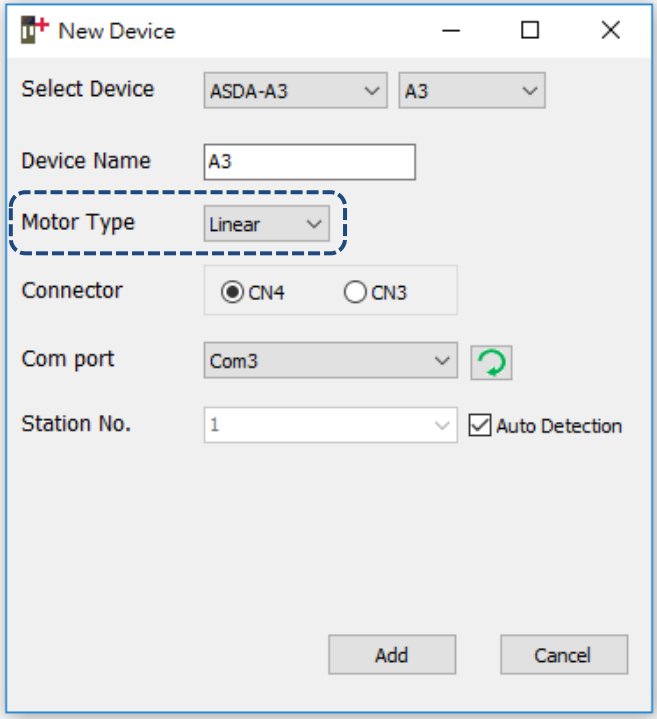 New Device
Select Device ASDA-A3 A3
Device Name A3
Motor Type Linear
Connector CN4 CN3
Com port Com3
Station No. 1 Auto Detection
Add Cancel